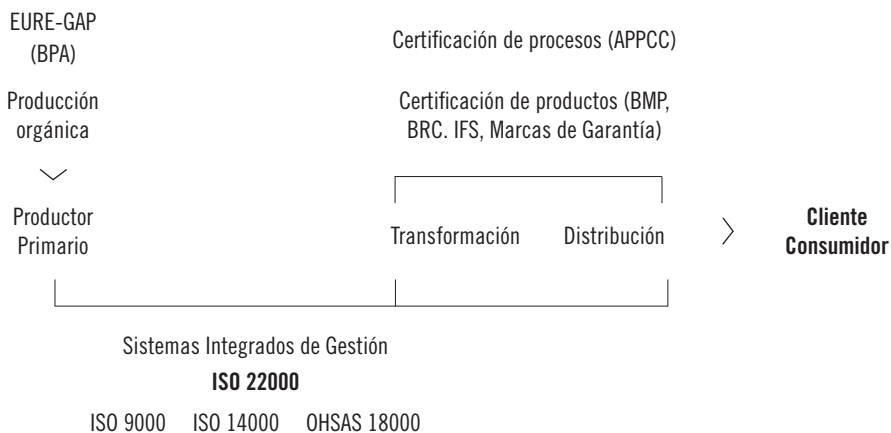 EURE-GAP
(BPA)
Certificación de procesos (APPCC)
Producción
orgánica
Certificación de productos (BMP,
BRC. IFS, Marcas de Garantía)
Productor
Primario
Transformación
Distribución
Cliente
Consumidor
Sistemas Integrados de Gestión
ISO 22000
ISO 9000 ISO 14000 OHSAS 18000